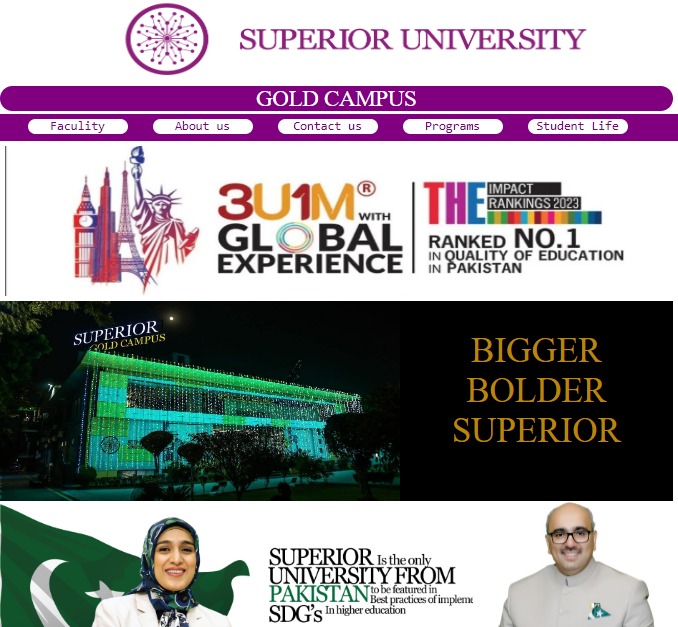 SUPERIOR UNIVERSITY
GOLD CAMPUS
Faculity
About us
Contact us
Programs
Student Life
3U1M® WITH
GLOBAL
EXPERIENCE
THE IMPACT
RANKINGS 2023
RANKED NO.1
IN QUALITY OF EDUCATION
IN PAKISTAN
SUPERIOR
GOLD CAMPUS
BIGGER
BOLDER
SUPERIOR
SUPERIOR Is the only
UNIVERSITY FROM
PAKISTAN to be featured in
Best practices of impleme
SDG's In higher education